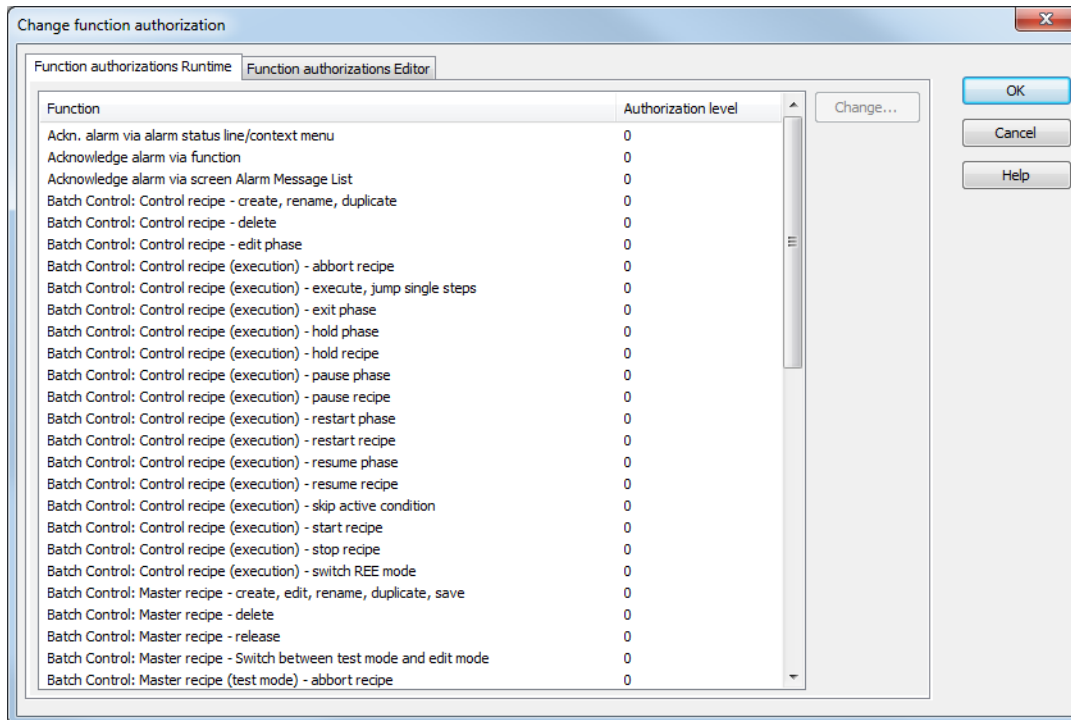 Change function authorization
x
Function authorizations Runtime Function authorizations Editor
Function Authorization level
Change...
OK
Cancel
Help
Ackn. alarm via alarm status line/context menu 0
Acknowledge alarm via function 0
Acknowledge alarm via screen Alarm Message List 0
Batch Control: Control recipe - create, rename, duplicate 0
Batch Control: Control recipe - delete 0
Batch Control: Control recipe - edit phase 0
Batch Control: Control recipe (execution) - abbort recipe 0
Batch Control: Control recipe (execution) - execute, jump single steps 0
Batch Control: Control recipe (execution) - exit phase 0
Batch Control: Control recipe (execution) - hold phase 0
Batch Control: Control recipe (execution) - hold recipe 0
Batch Control: Control recipe (execution) - pause phase 0
Batch Control: Control recipe (execution) - pause recipe 0
Batch Control: Control recipe (execution) - restart phase 0
Batch Control: Control recipe (execution) - restart recipe 0
Batch Control: Control recipe (execution) - resume phase 0
Batch Control: Control recipe (execution) - resume recipe 0
Batch Control: Control recipe (execution) - skip active condition 0
Batch Control: Control recipe (execution) - start recipe 0
Batch Control: Control recipe (execution) - stop recipe 0
Batch Control: Control recipe (execution) - switch REE mode 0
Batch Control: Master recipe - create, edit, rename, duplicate, save 0
Batch Control: Master recipe - delete 0
Batch Control: Master recipe - release 0
Batch Control: Master recipe - Switch between test mode and edit mode 0
Batch Control: Master recipe (test mode) - abbort recipe 0